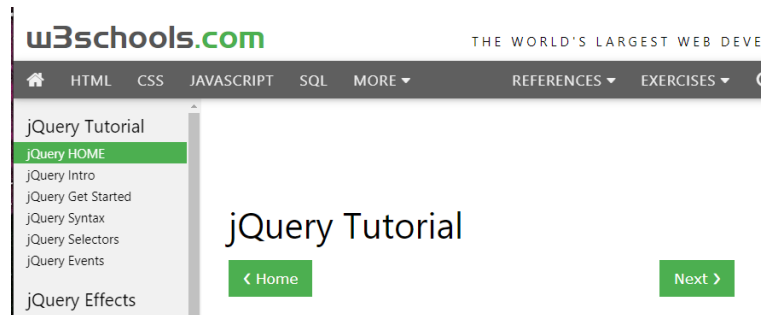 w3schools.com
THE WORLD'S LARGEST WEB
HTML CSS JAVASCRIPT SQL MORE REFERENCES EXERCISES
jQuery Tutorial
jQuery HOME
jQuery Intro
jQuery Get Started
jQuery Syntax
jQuery Selectors
jQuery Events
jQuery Effects
jQuery Tutorial
❮ Home
Next ❯